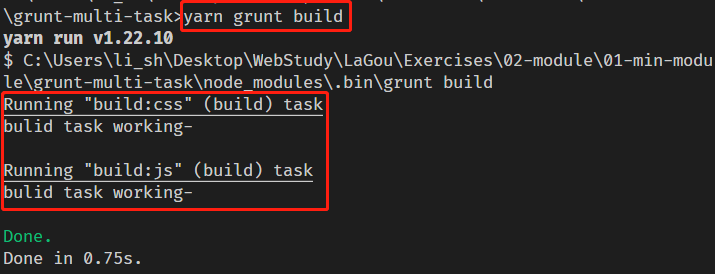 \grunt-multi-task>yarn grunt build
yarn run v1.22.10
$ C:\Users\li_sh\Desktop\WebStudy\LaGou\Exercises\02-module\01-min-modu
le\grunt-multi-task\node_modules\.bin\grunt build
Running "build:css" (build) task
bulid task working-
Running "build:js" (build) task
bulid task working-
Done.
Done in 0.75s.